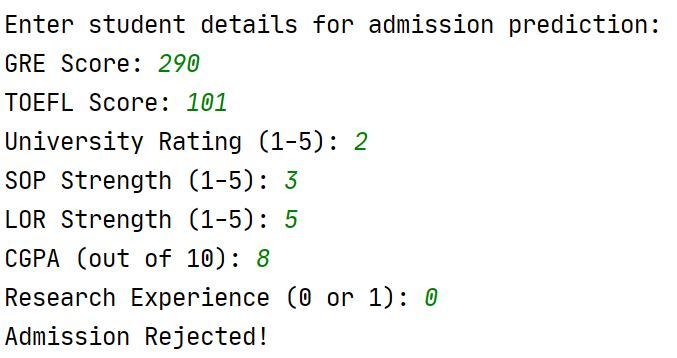 Enter student details for admission prediction:
GRE Score: 290
TOEFL Score: 101
University Rating (1-5): 2
SOP Strength (1-5): 3
LOR Strength (1-5): 5
CGPA (out of 10): 8
Research Experience (0 or 1): 0
Admission Rejected!